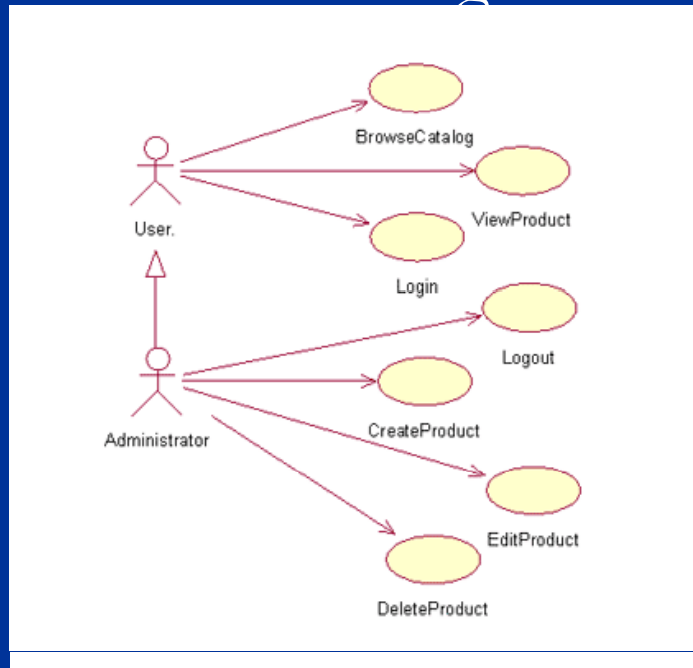 BrowseCatalog
ViewProduct
User.
Login
Logout
CreateProduct
Administrator
EditProduct
DeleteProduct